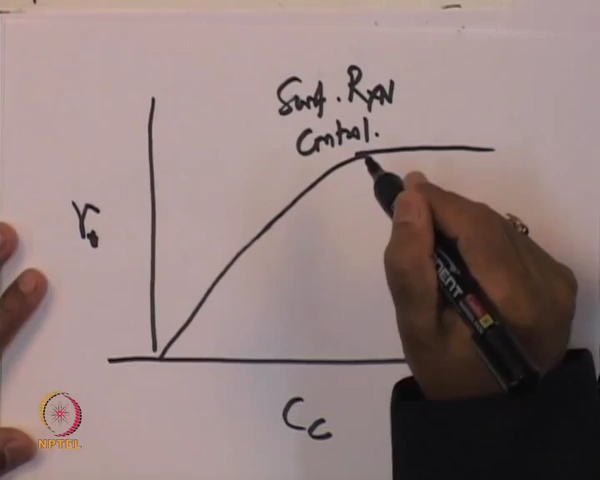 Surf. RXN
Control.
r
Cc
NPTEL